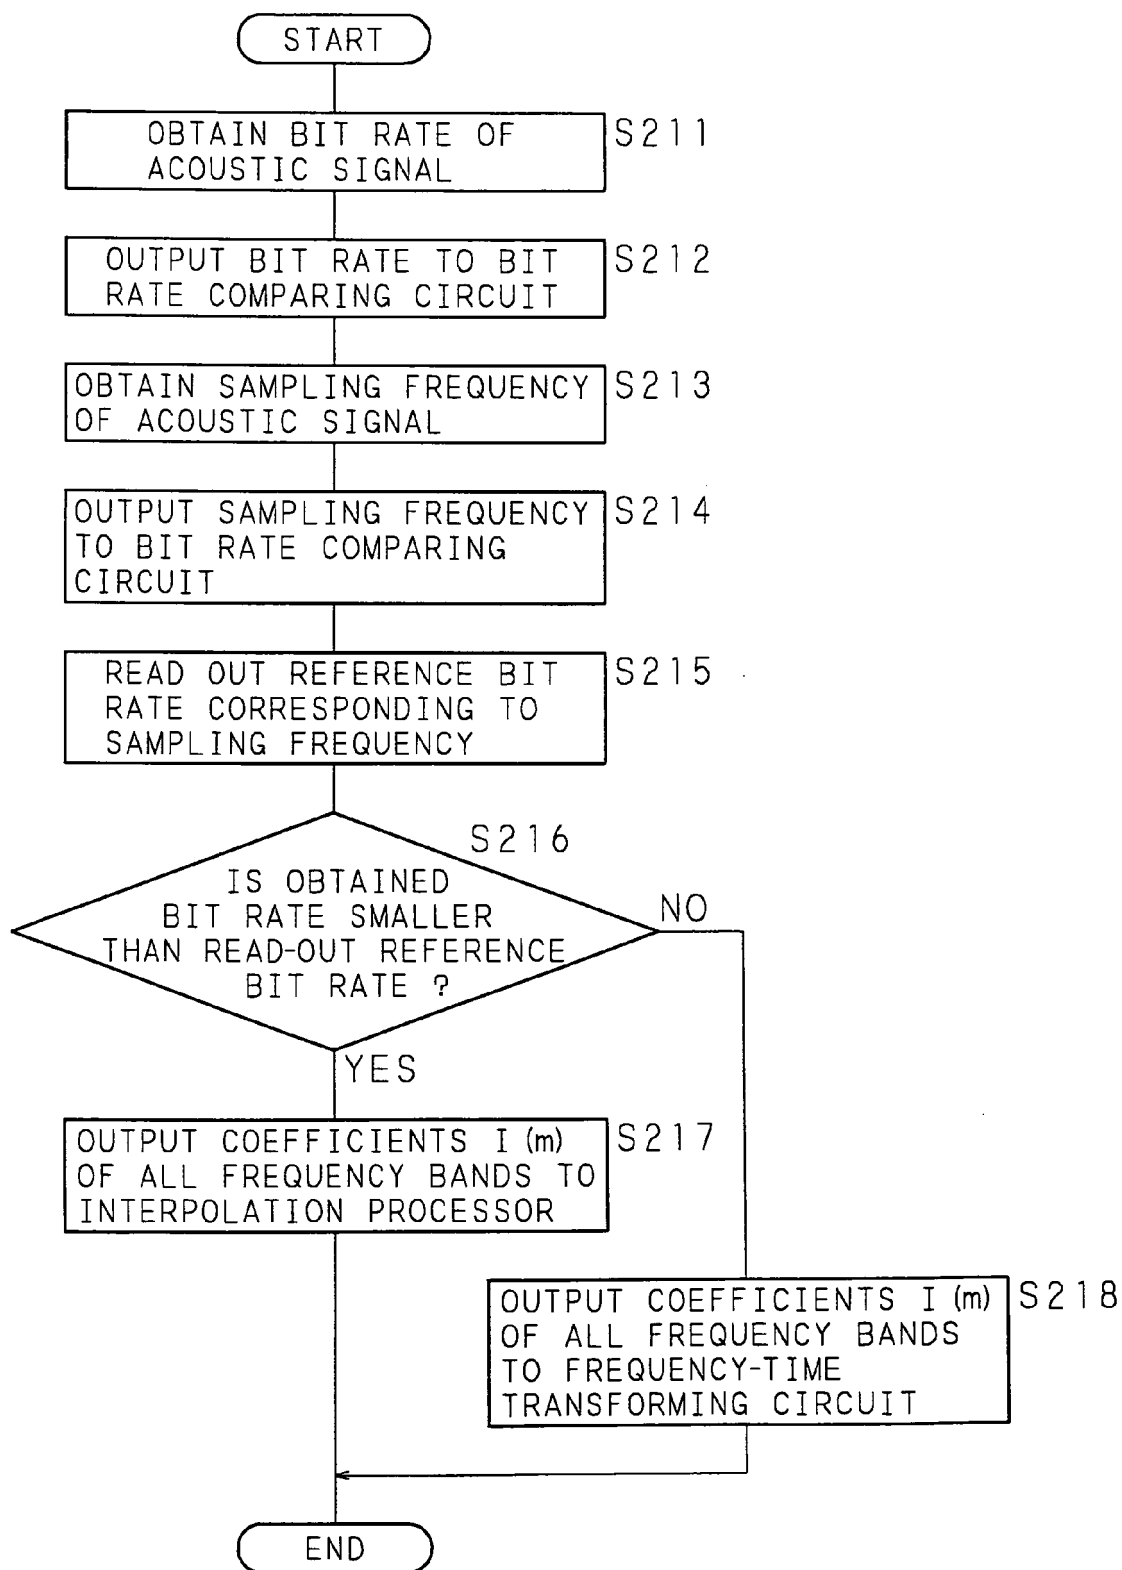 START
OBTAIN BIT RATE OF
ACOUSTIC SIGNAL
S211
OUTPUT BIT RATE TO BIT
RATE COMPARING CIRCUIT
S212
OBTAIN SAMPLING FREQUENCY
OF ACOUSTIC SIGNAL
S213
OUTPUT SAMPLING FREQUENCY
TO BIT RATE COMPARING
CIRCUIT
S214
READ OUT REFERENCE BIT
RATE CORRESPONDING TO
SAMPLING FREQUENCY
S215
S216
IS OBTAINED
BIT RATE SMALLER
THAN READ-OUT REFERENCE
BIT RATE ?
NO
YES
OUTPUT COEFFICIENTS I (m)
OF ALL FREQUENCY BANDS TO
INTERPOLATION PROCESSOR
S217
OUTPUT COEFFICIENTS I (m)
OF ALL FREQUENCY BANDS
TO FREQUENCY-TIME
TRANSFORMING CIRCUIT
S218
END